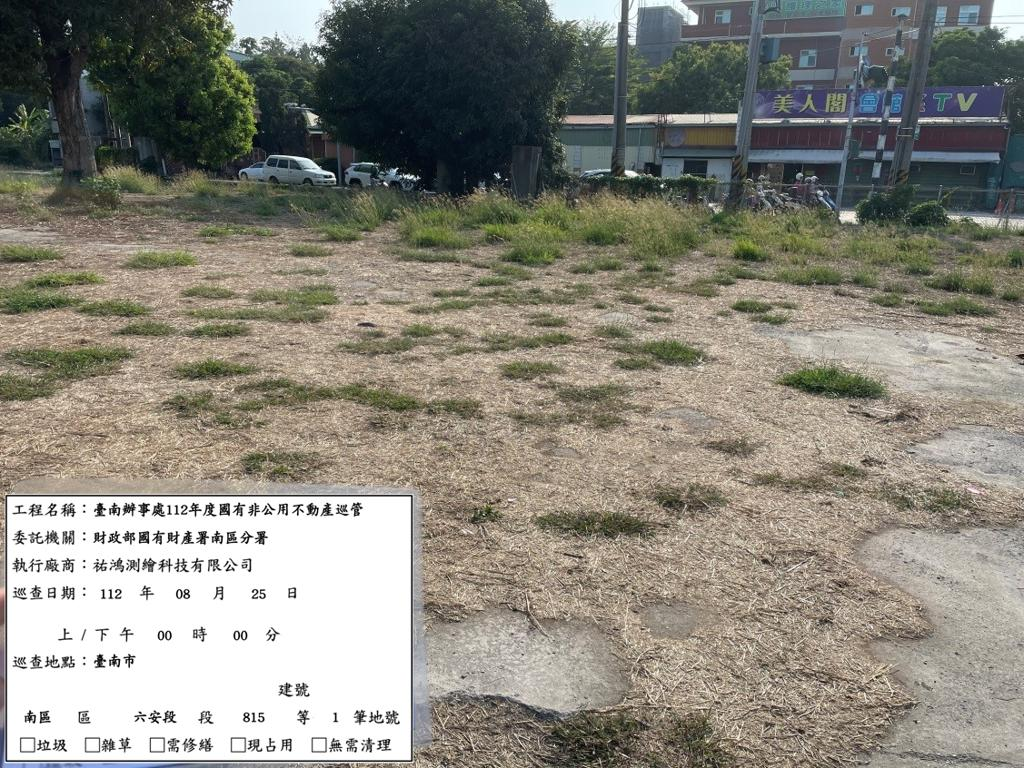 美人閣會館KTV
工程名稱：臺南辦事處112年度國有非公用不動產巡管
委託機關：財政部國有財產署南區分署
執行廠商：祐鴻測繪科技有限公司
巡查日期：112 年 08 月 25 日
上/下午 00 時 00 分
巡查地點：臺南市
建號
南區 區 六安段 段 815 等 1 筆地號
□垃圾 □雜草 □需修繕 □現占用 □無需清理